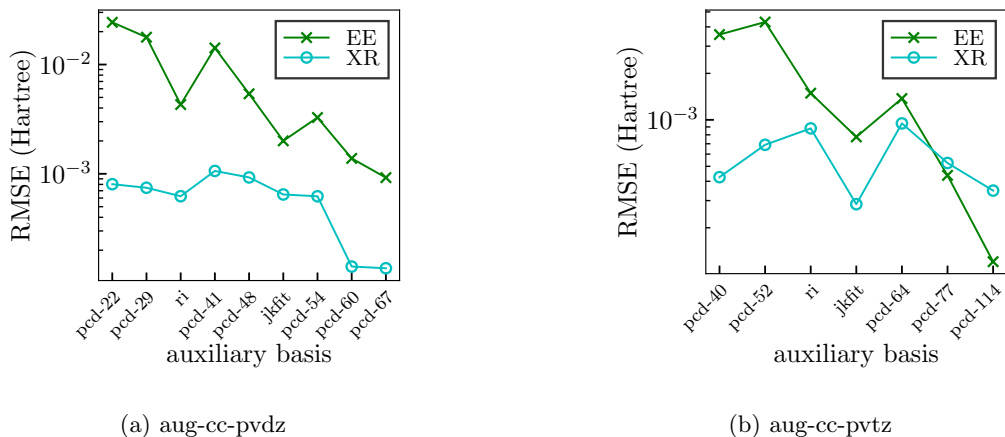 RMSE (Hartree)
10⁻²
10⁻³
EE
XR
pcd-22
pcd-29
ri
pcd-41
pcd-48
jkfit
pcd-54
pcd-60
pcd-67
auxiliary basis
(a) aug-cc-pvdz
RMSE (Hartree)
10⁻³
EE
XR
pcd-40
pcd-52
ri
jkfit
pcd-64
pcd-77
pcd-114
auxiliary basis
(b) aug-cc-pvtz